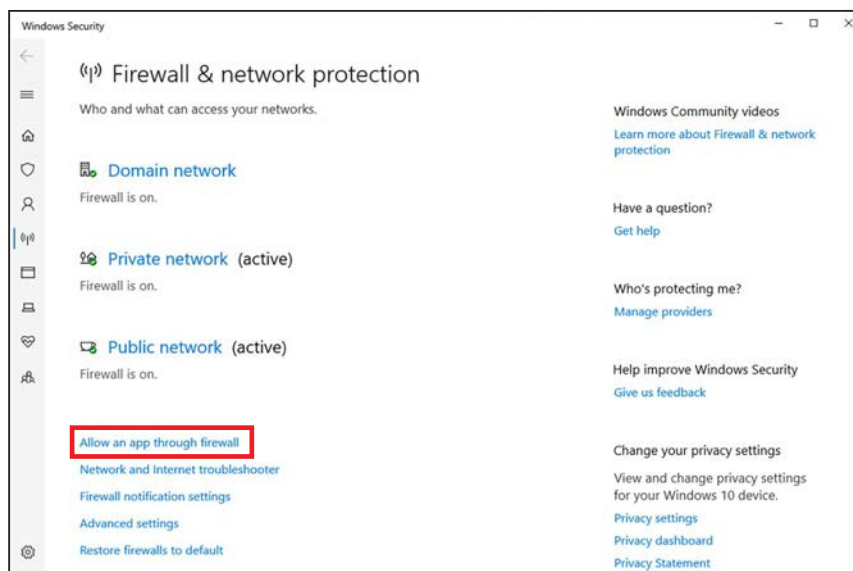 Windows Security
Firewall & network protection
Who and what can access your networks.
Domain network
Firewall is on.
Private network (active)
Firewall is on.
Public network (active)
Firewall is on.
Allow an app through firewall
Network and Internet troubleshooter
Firewall notification settings
Advanced settings
Restore firewalls to default
Windows Community videos
Learn more about Firewall & network
protection
Have a question?
Get help
Who's protecting me?
Manage providers
Help improve Windows Security
Give us feedback
Change your privacy settings
View and change privacy settings
for your Windows 10 device.
Privacy settings
Privacy dashboard
Privacy Statement